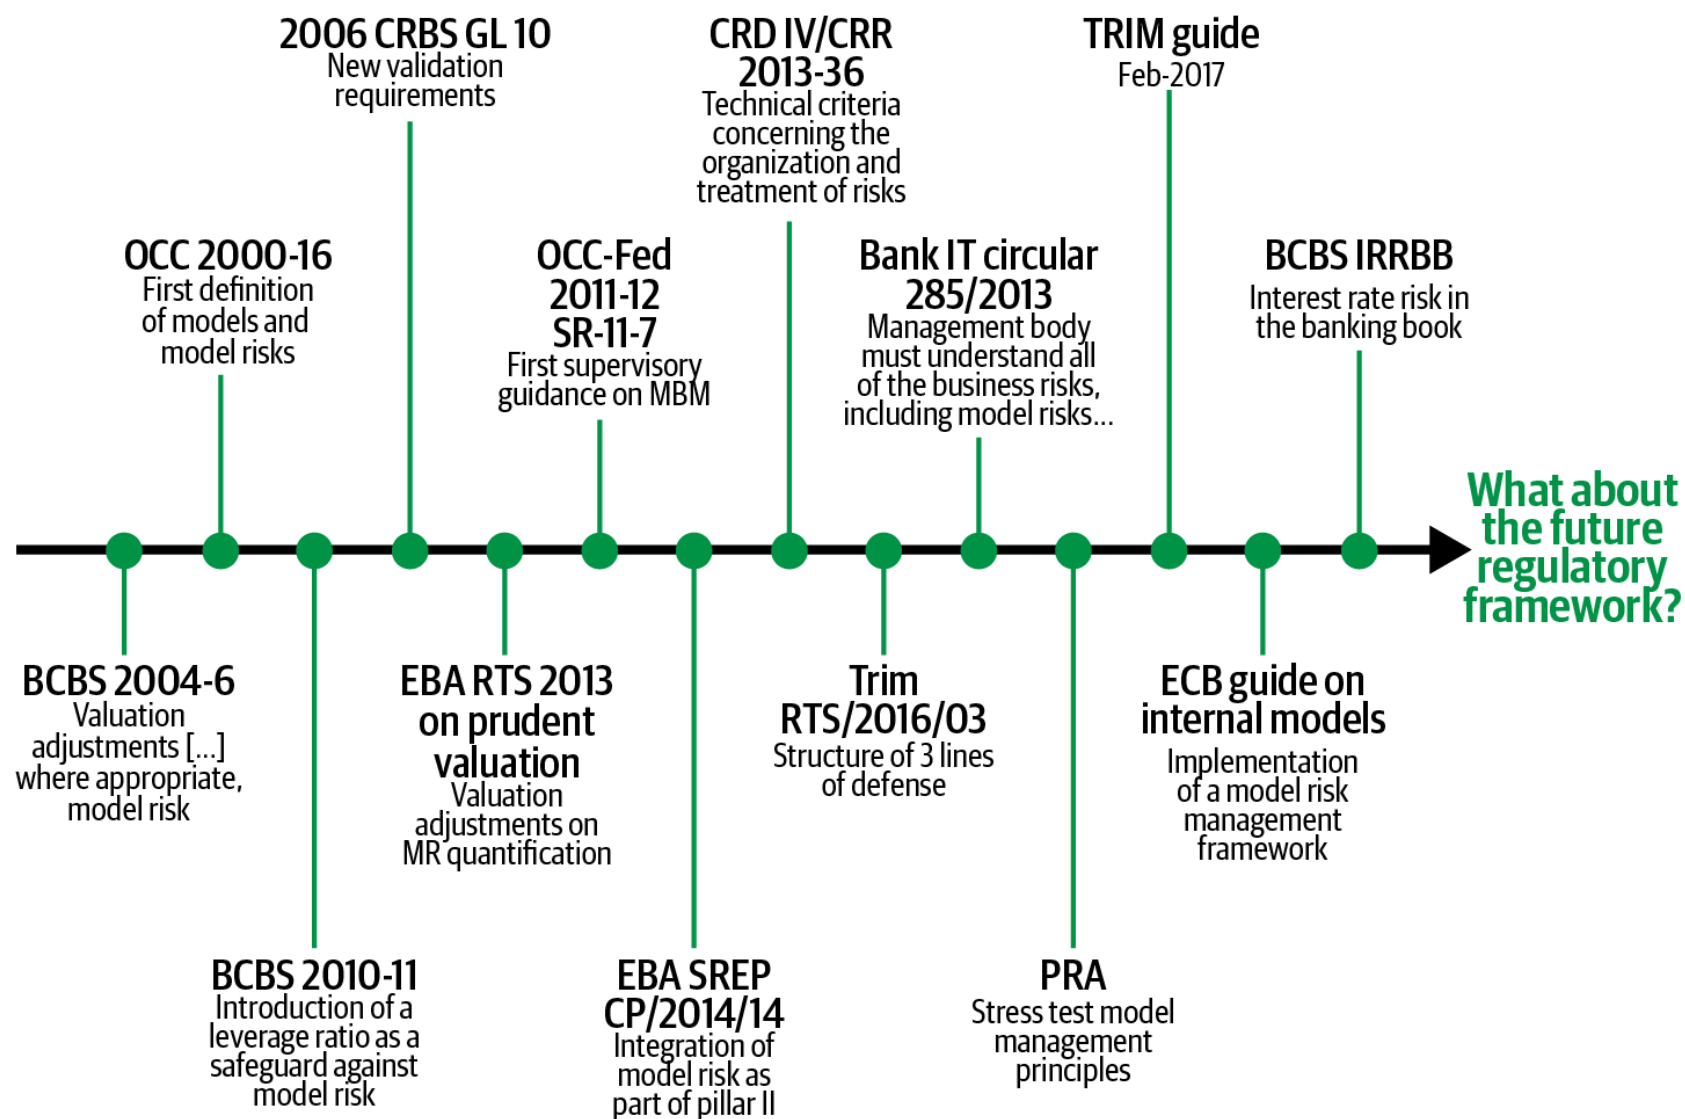 2006 CRBS GL 10
New validation
requirements
CRD IV/CRR
2013-36
Technical criteria
concerning the
organization and
treatment of risks
TRIM guide
Feb-2017
OCC 2000-16
First definition
of models and
model risks
OCC-Fed
2011-12
SR-11-7
First supervisory
guidance on MBM
Bank IT circular
285/2013
Management body
must understand all
of the business risks,
including model risks...
BCBS IRRBB
Interest rate risk in
the banking book
What about
the future
regulatory
framework?
BCBS 2004-6
Valuation
adjustments [...]
where appropriate,
model risk
EBA RTS 2013
on prudent
valuation
Valuation
adjustments on
MR quantification
Trim
RTS/2016/03
Structure of 3 lines
of defense
ECB guide on
internal models
Implementation
of a model risk
management
framework
BCBS 2010-11
Introduction of a
leverage ratio as a
safeguard against
model risk
EBA SREP
CP/2014/14
Integration of
model risk as
part of pillar II
PRA
Stress test model
management
principles